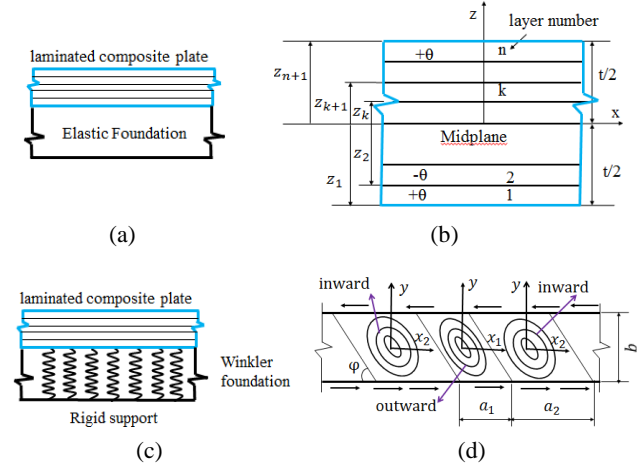 laminated composite plate
Elastic Foundation
(a)
z
layer number
+θ
n
t/2
z_{n+1}
z_{k+1}
k
z_k
x
Midplane
z_2
t/2
z_1
-θ
2
+θ
1
(b)
laminated composite plate
Winkler
foundation
Rigid support
(c)
inward
y
y
y
inward
x_2
x_1
x_2
b
φ
outward
a_1
a_2
(d)